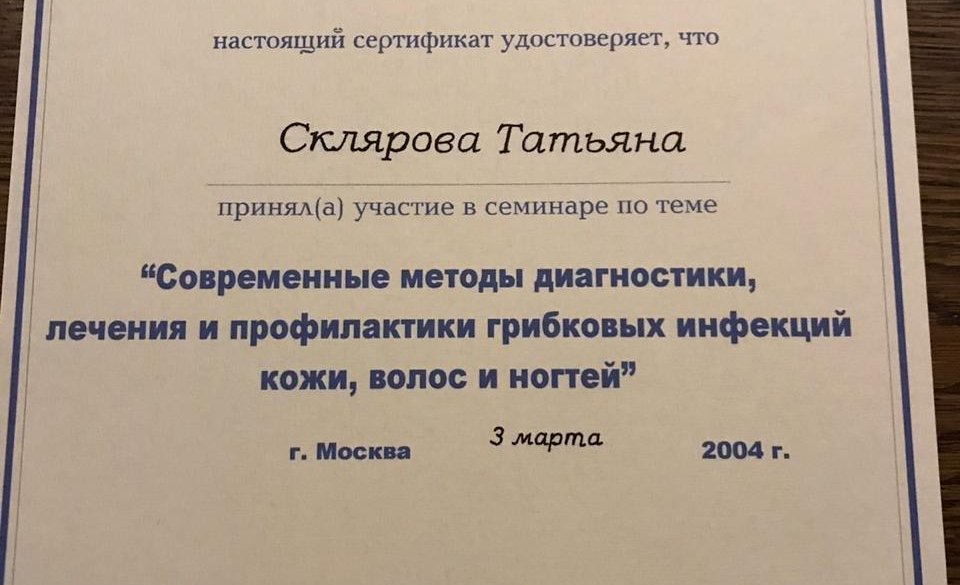 настоящий сертификат удостоверяет, что
Склярова Татьяна
принял(а) участие в семинаре по теме
“Современные методы диагностики,
лечения и профилактики грибковых инфекций
кожи, волос и ногтей”
г. Москва 3 марта 2004 г.